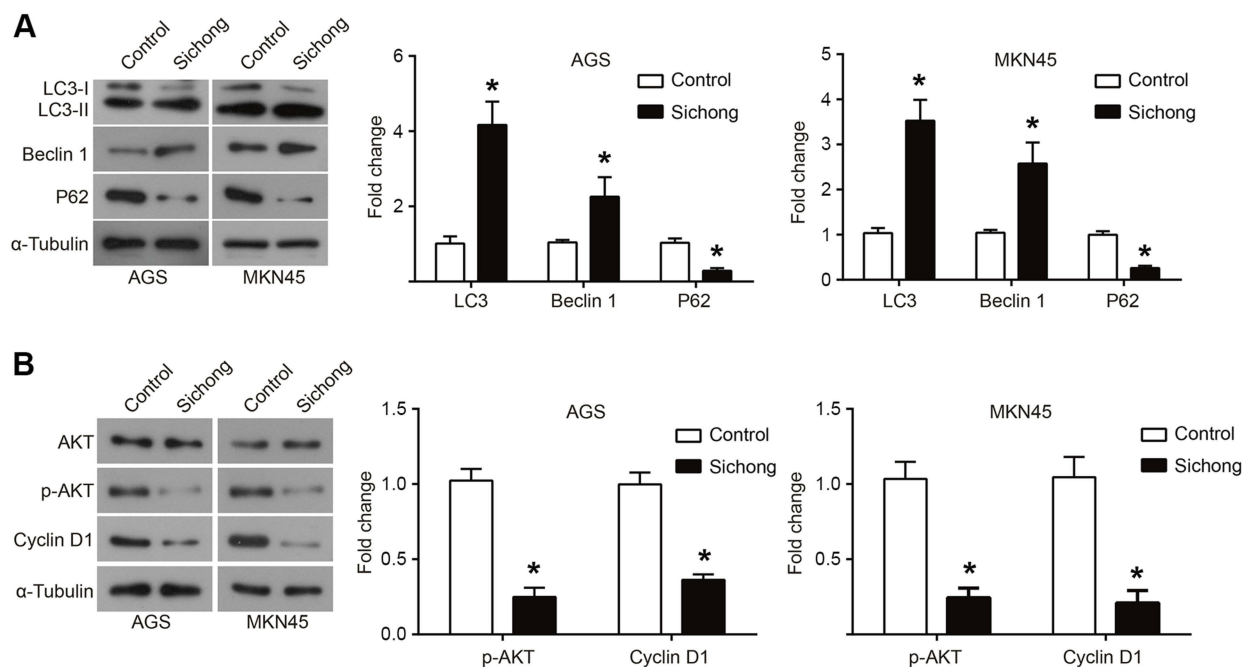 A
Control Sichong Control Sichong
LC3-I
LC3-II
Beclin 1
P62
α-Tubulin
AGS MKN45
AGS
Control
Sichong
Fold change
6
4
2
* * *
LC3 Beclin 1 P62
MKN45
Control
Sichong
Fold change
5
4
3
2
1
0
* * *
LC3 Beclin 1 P62
B
Control Sichong Control Sichong
AKT
p-AKT
Cyclin D1
α-Tubulin
AGS MKN45
AGS
Control
Sichong
Fold change
1.5
1.0
0.5
0.0
* *
p-AKT Cyclin D1
MKN45
Control
Sichong
Fold change
1.5
1.0
0.5
0.0
* *
p-AKT Cyclin D1